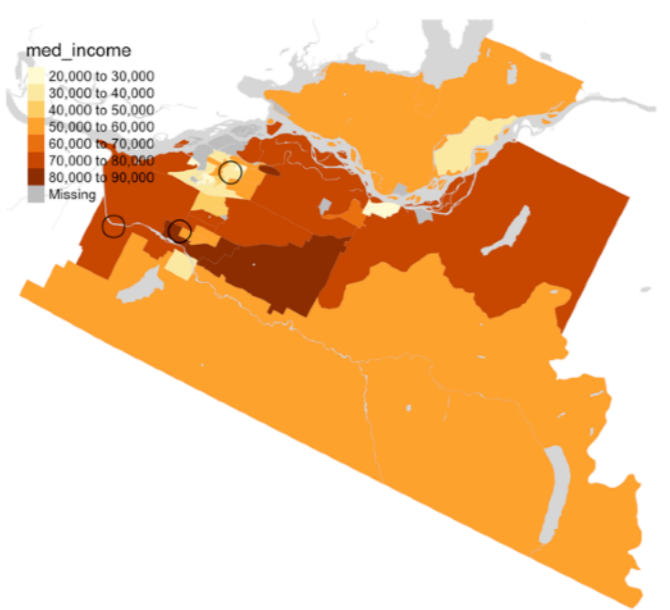 med_income
20,000 to 30,000
30,000 to 40,000
40,000 to 50,000
50,000 to 60,000
60,000 to 70,000
70,000 to 80,000
80,000 to 90,000
Missing